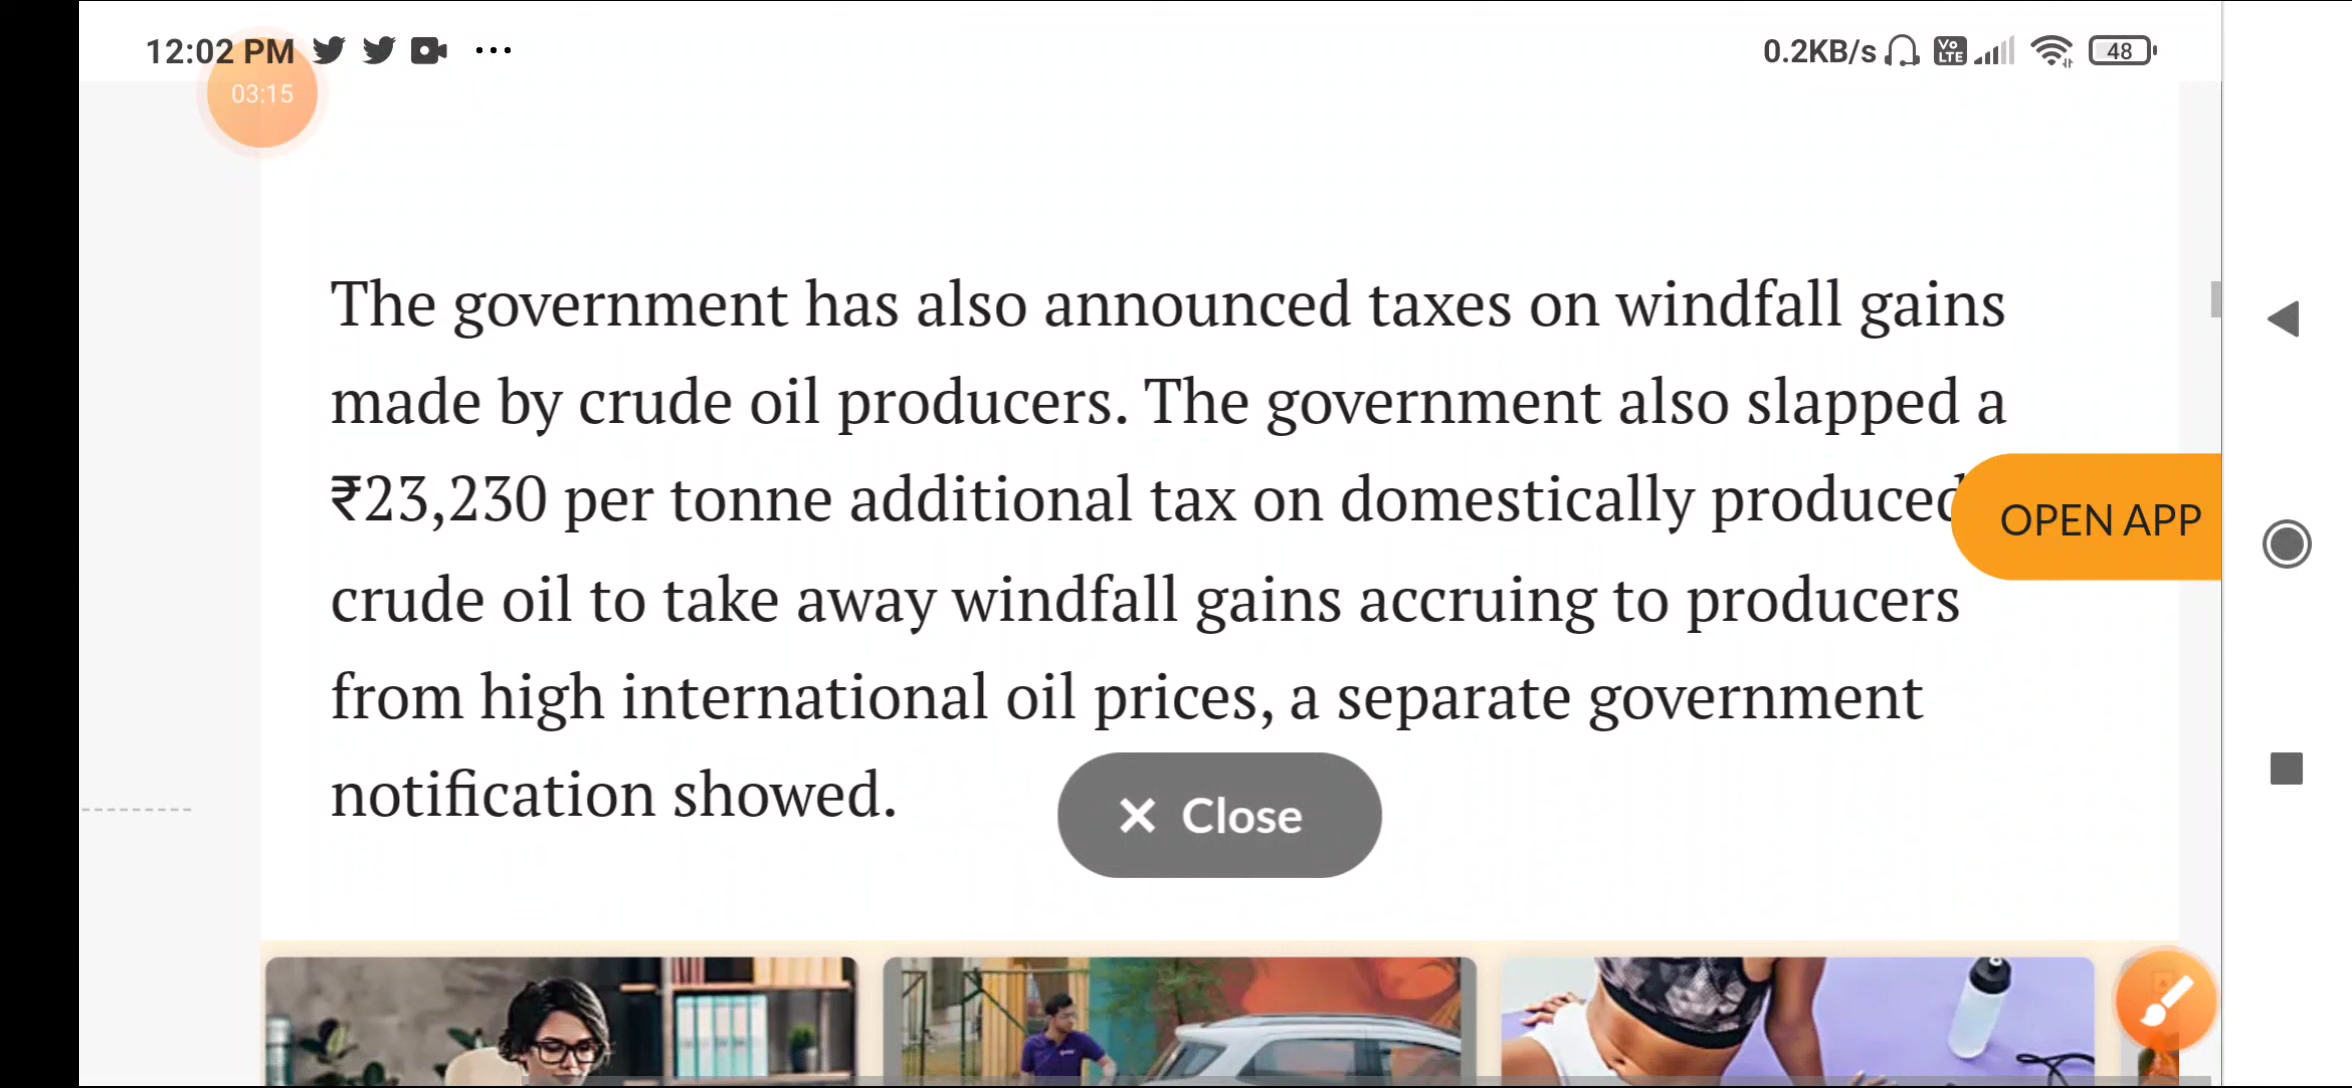 12:02 PM ... 0.2KB/s Vo LTE 48
03:15
The government has also announced taxes on windfall gains
made by crude oil producers. The government also slapped a
₹23,230 per tonne additional tax on domestically produced
OPEN APP
crude oil to take away windfall gains accruing to producers
from high international oil prices, a separate government
notification showed.
× Close